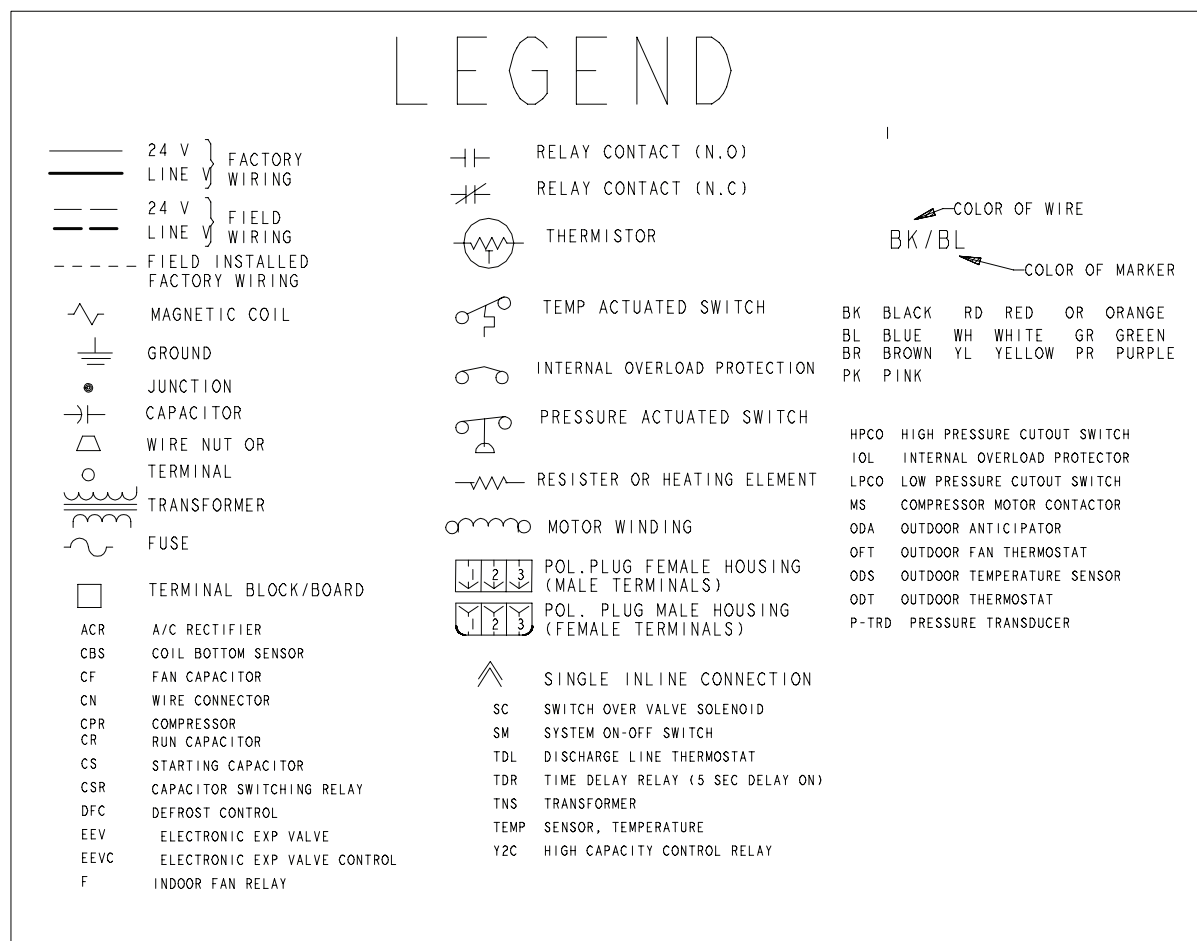 LEGEND
24 V
LINE V
FACTORY
WIRING
24 V
LINE V
FIELD
WIRING
FIELD INSTALLED
FACTORY WIRING
MAGNETIC COIL
GROUND
JUNCTION
CAPACITOR
WIRE NUT OR
TERMINAL
TRANSFORMER
FUSE
TERMINAL BLOCK/BOARD
ACR A/C RECTIFIER
CBS COIL BOTTOM SENSOR
CF FAN CAPACITOR
CN WIRE CONNECTOR
CPR COMPRESSOR
CR RUN CAPACITOR
CS STARTING CAPACITOR
CSR CAPACITOR SWITCHING RELAY
DFC DEFROST CONTROL
EEV ELECTRONIC EXP VALVE
EEVC ELECTRONIC EXP VALVE CONTROL
F INDOOR FAN RELAY
RELAY CONTACT (N.O)
RELAY CONTACT (N.C)
T
THERMISTOR
TEMP ACTUATED SWITCH
INTERNAL OVERLOAD PROTECTION
PRESSURE ACTUATED SWITCH
RESISTER OR HEATING ELEMENT
MOTOR WINDING
1 2 3
POL.PLUG FEMALE HOUSING
(MALE TERMINALS)
1 2 3
POL. PLUG MALE HOUSING
(FEMALE TERMINALS)
SINGLE INLINE CONNECTION
SC SWITCH OVER VALVE SOLENOID
SM SYSTEM ON-OFF SWITCH
TDL DISCHARGE LINE THERMOSTAT
TDR TIME DELAY RELAY (5 SEC DELAY ON)
TNS TRANSFORMER
TEMP SENSOR, TEMPERATURE
Y2C HIGH CAPACITY CONTROL RELAY
COLOR OF WIRE
BK/BL
COLOR OF MARKER
BK BLACK RD RED OR ORANGE
BL BLUE WH WHITE GR GREEN
BR BROWN YL YELLOW PR PURPLE
PK PINK
HPCO HIGH PRESSURE CUTOUT SWITCH
IOL INTERNAL OVERLOAD PROTECTOR
LPCO LOW PRESSURE CUTOUT SWITCH
MS COMPRESSOR MOTOR CONTACTOR
ODA OUTDOOR ANTICIPATOR
OFT OUTDOOR FAN THERMOSTAT
ODS OUTDOOR TEMPERATURE SENSOR
ODT OUTDOOR THERMOSTAT
P-TRD PRESSURE TRANSDUCER